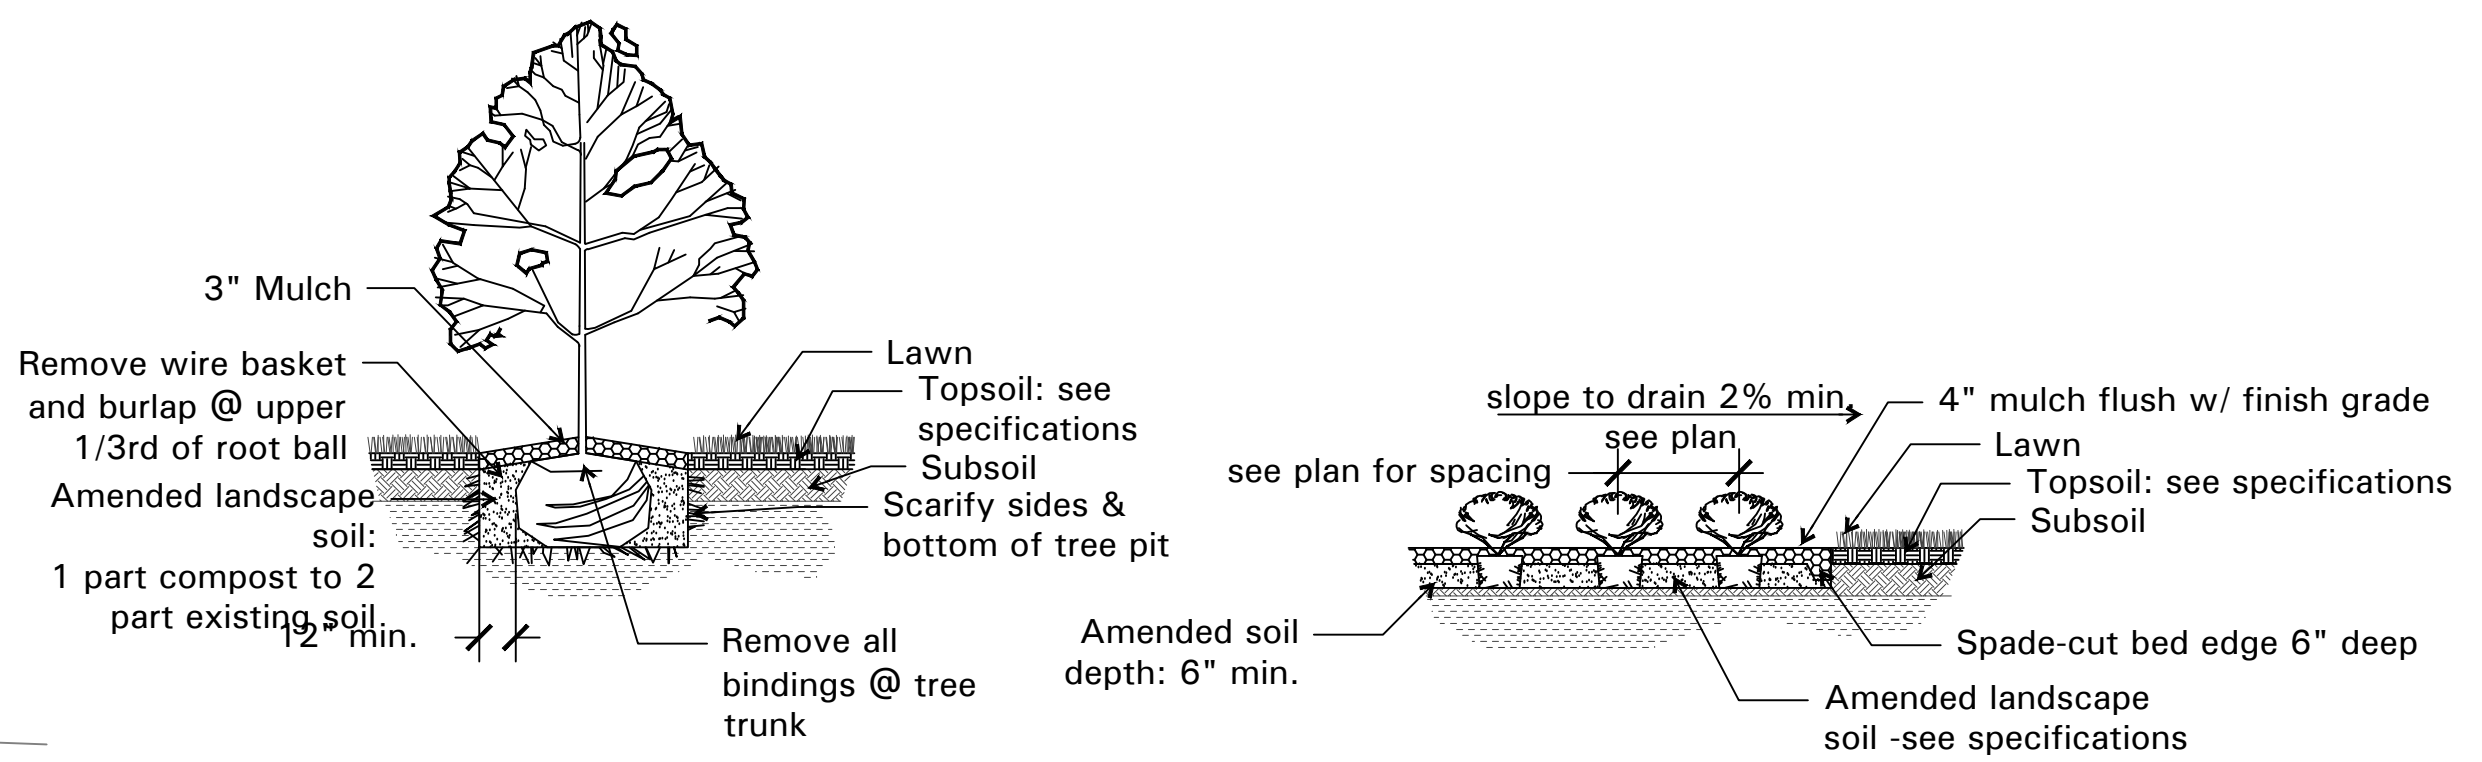 3" Mulch
Remove wire basket
and burlap @ upper
1/3rd of root ball
Amended landscape
soil:
1 part compost to 2
part existing soil
12" min.
Lawn
Topsoil: see
specifications
Subsoil
Scarify sides &
bottom of tree pit
Remove all
bindings @ tree
trunk
slope to drain 2% min.
see plan
see plan for spacing
4" mulch flush w/ finish grade
Lawn
Topsoil: see specifications
Subsoil
Amended soil
depth: 6" min.
Spade-cut bed edge 6" deep
Amended landscape
soil -see specifications